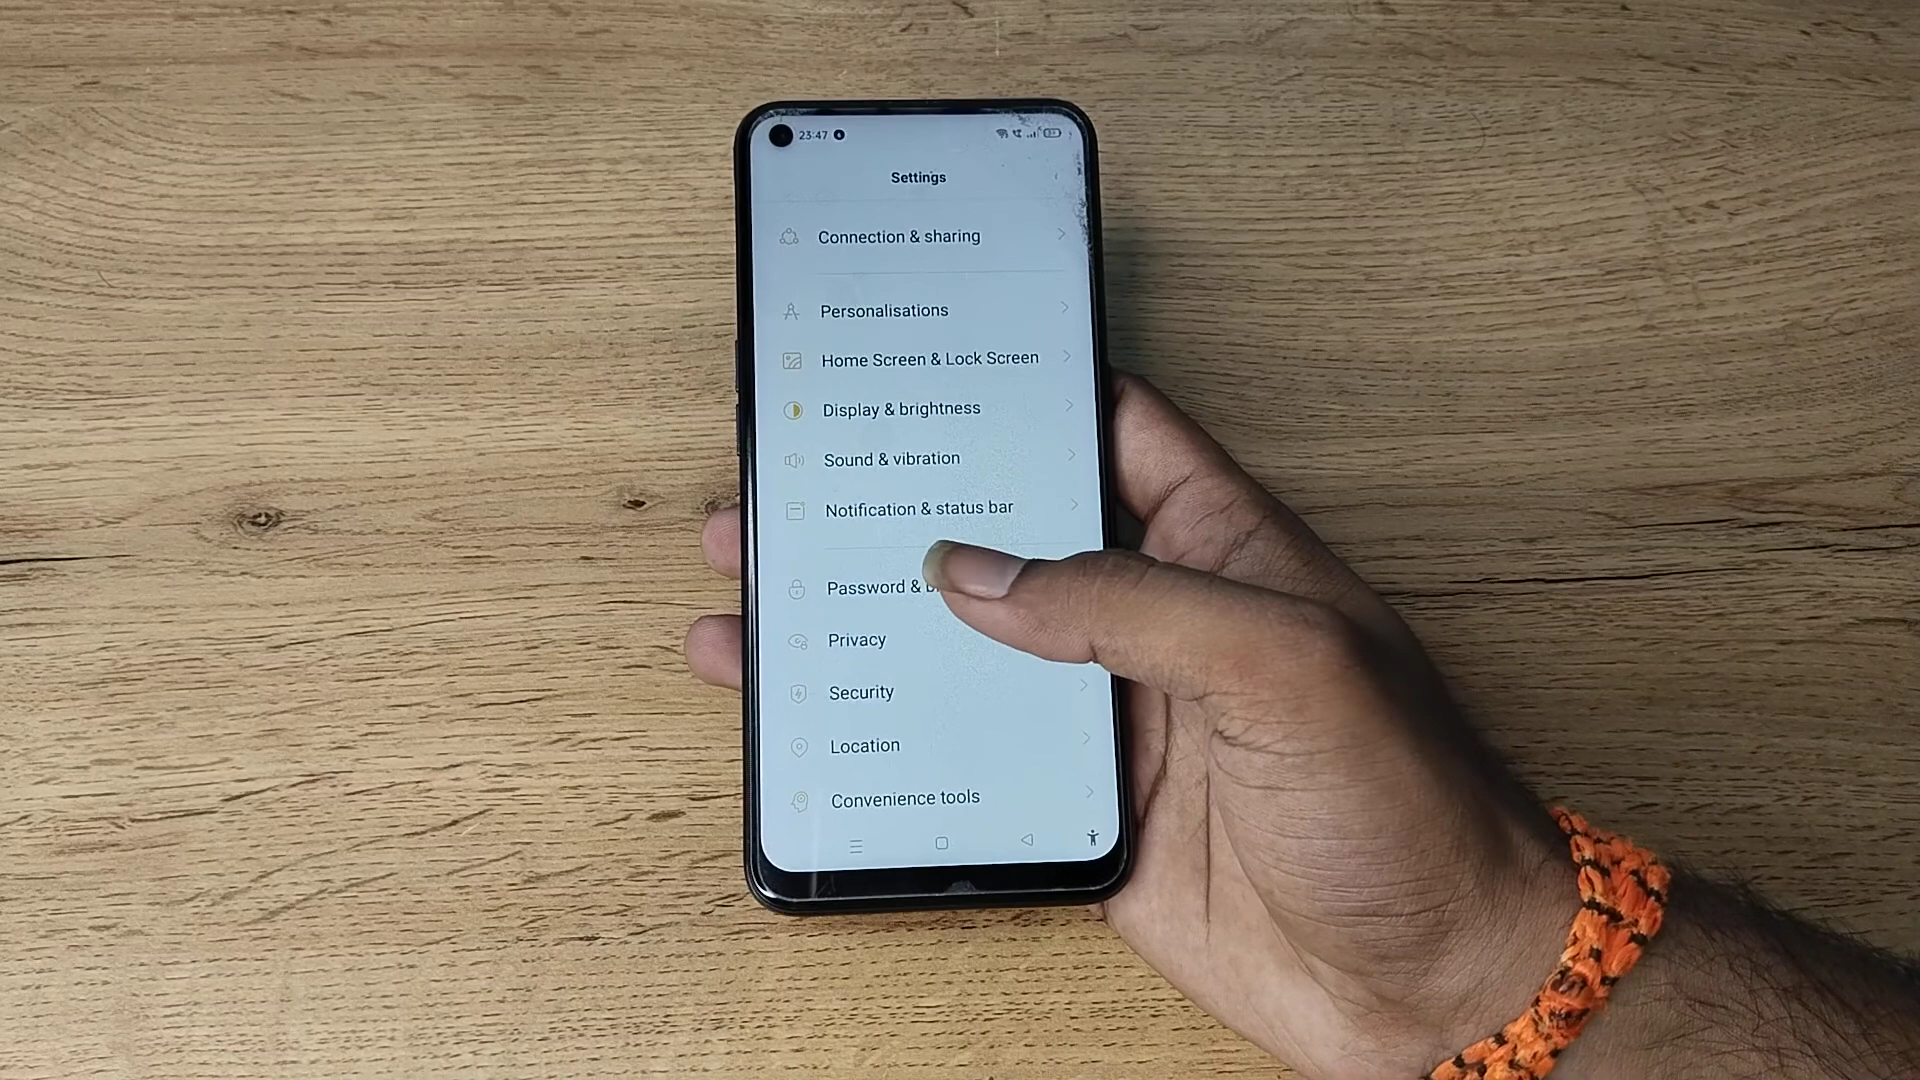 23:47
Settings
Connection & sharing
Personalisations
Home Screen & Lock Screen
Display & brightness
Sound & vibration
Notification & status bar
Password &
Privacy
Security
Location
Convenience tools